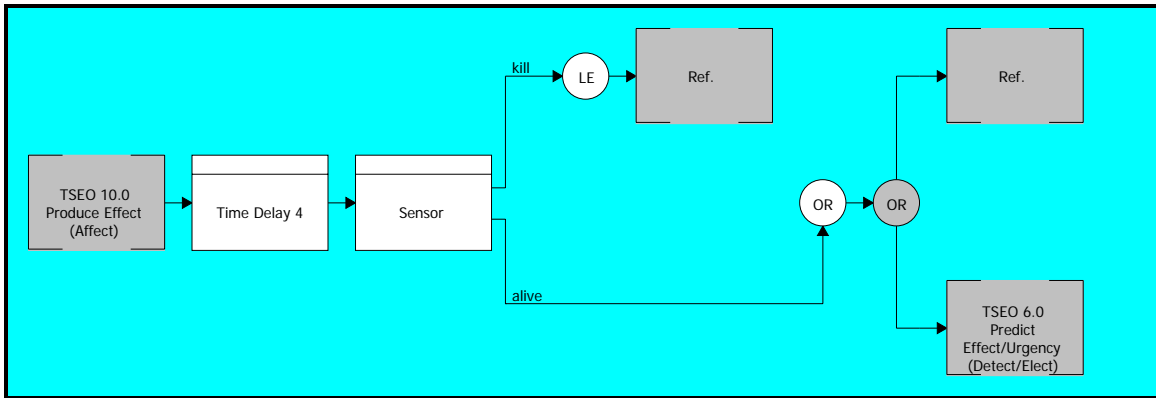 kill
LE
Ref.
Ref.
TSEO 10.0
Produce Effect
(Affect)
Time Delay 4
Sensor
OR
OR
alive
TSEO 6.0
Predict
Effect/Urgency
(Detect/Elect)